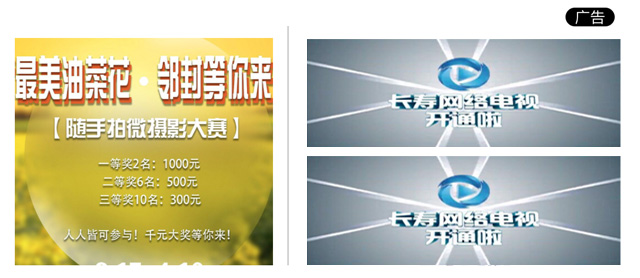 广告
最美油菜花·邻封等你来
【随手拍微摄影大赛】
一等奖2名：1000元
二等奖6名：500元
三等奖10名：300元
人人皆可参与！千元大奖等你来！
长寿网络电视
开通啦
长寿网络电视
开通啦